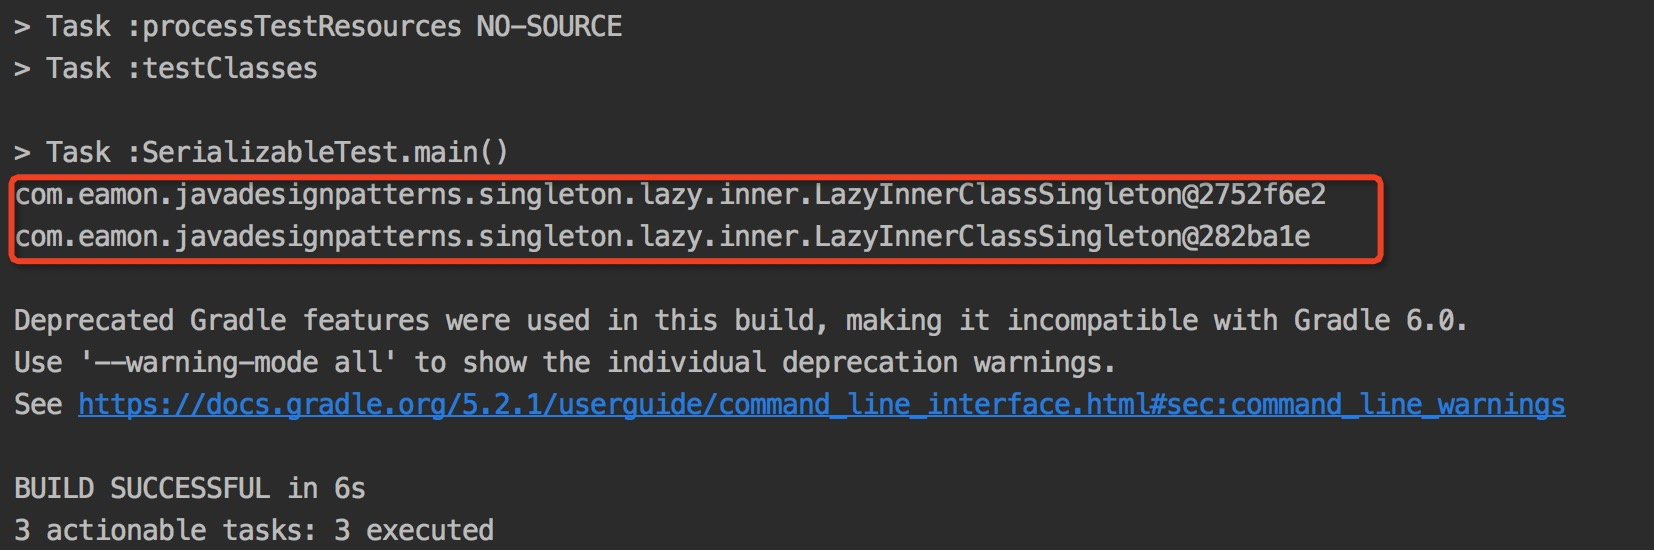 > Task :processTestResources NO-SOURCE
> Task :testClasses
> Task :SerializableTest.main()
com.eamon.javadesignpatterns.singleton.lazy.inner.LazyInnerClassSingleton@2752f6e2
com.eamon.javadesignpatterns.singleton.lazy.inner.LazyInnerClassSingleton@282ba1e
Deprecated Gradle features were used in this build, making it incompatible with Gradle 6.0.
Use '--warning-mode all' to show the individual deprecation warnings.
See https://docs.gradle.org/5.2.1/userguide/command_line_interface.html#sec:command_line_warnings
BUILD SUCCESSFUL in 6s
3 actionable tasks: 3 executed